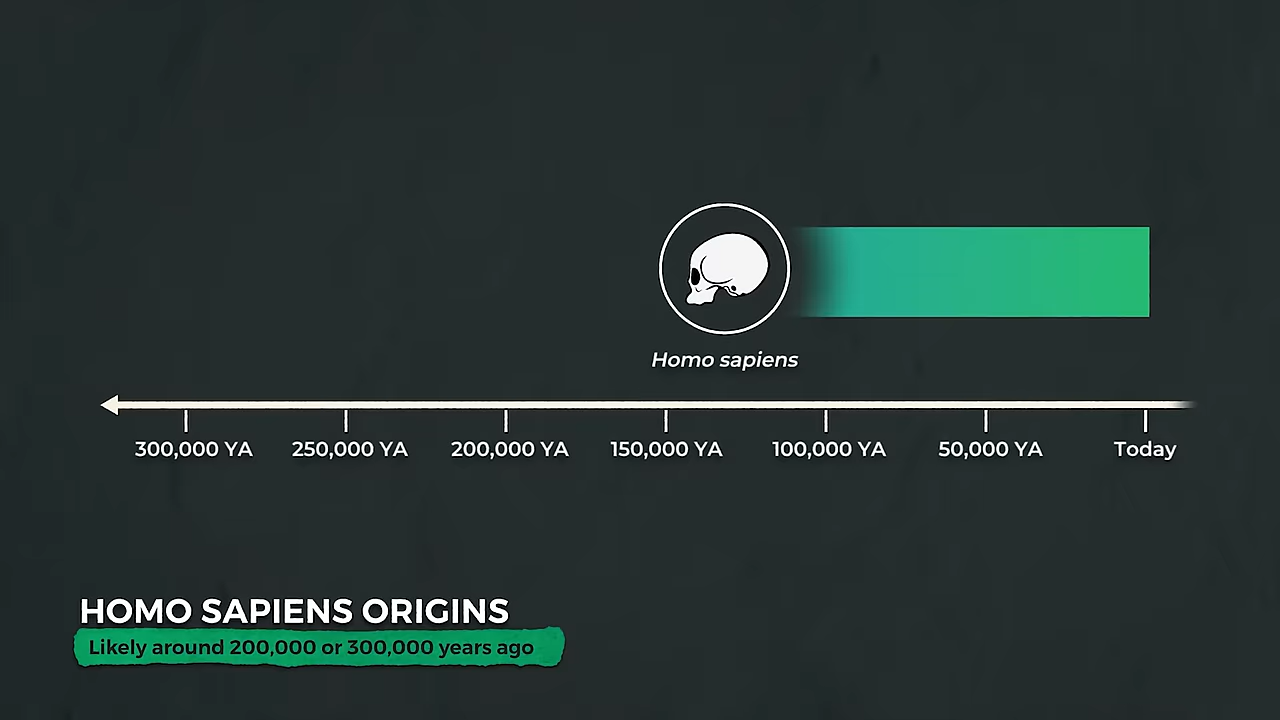 Homo sapiens
300,000 YA 250,000 YA 200,000 YA 150,000 YA 100,000 YA 50,000 YA Today
HOMO SAPIENS ORIGINS
Likely around 200,000 or 300,000 years ago